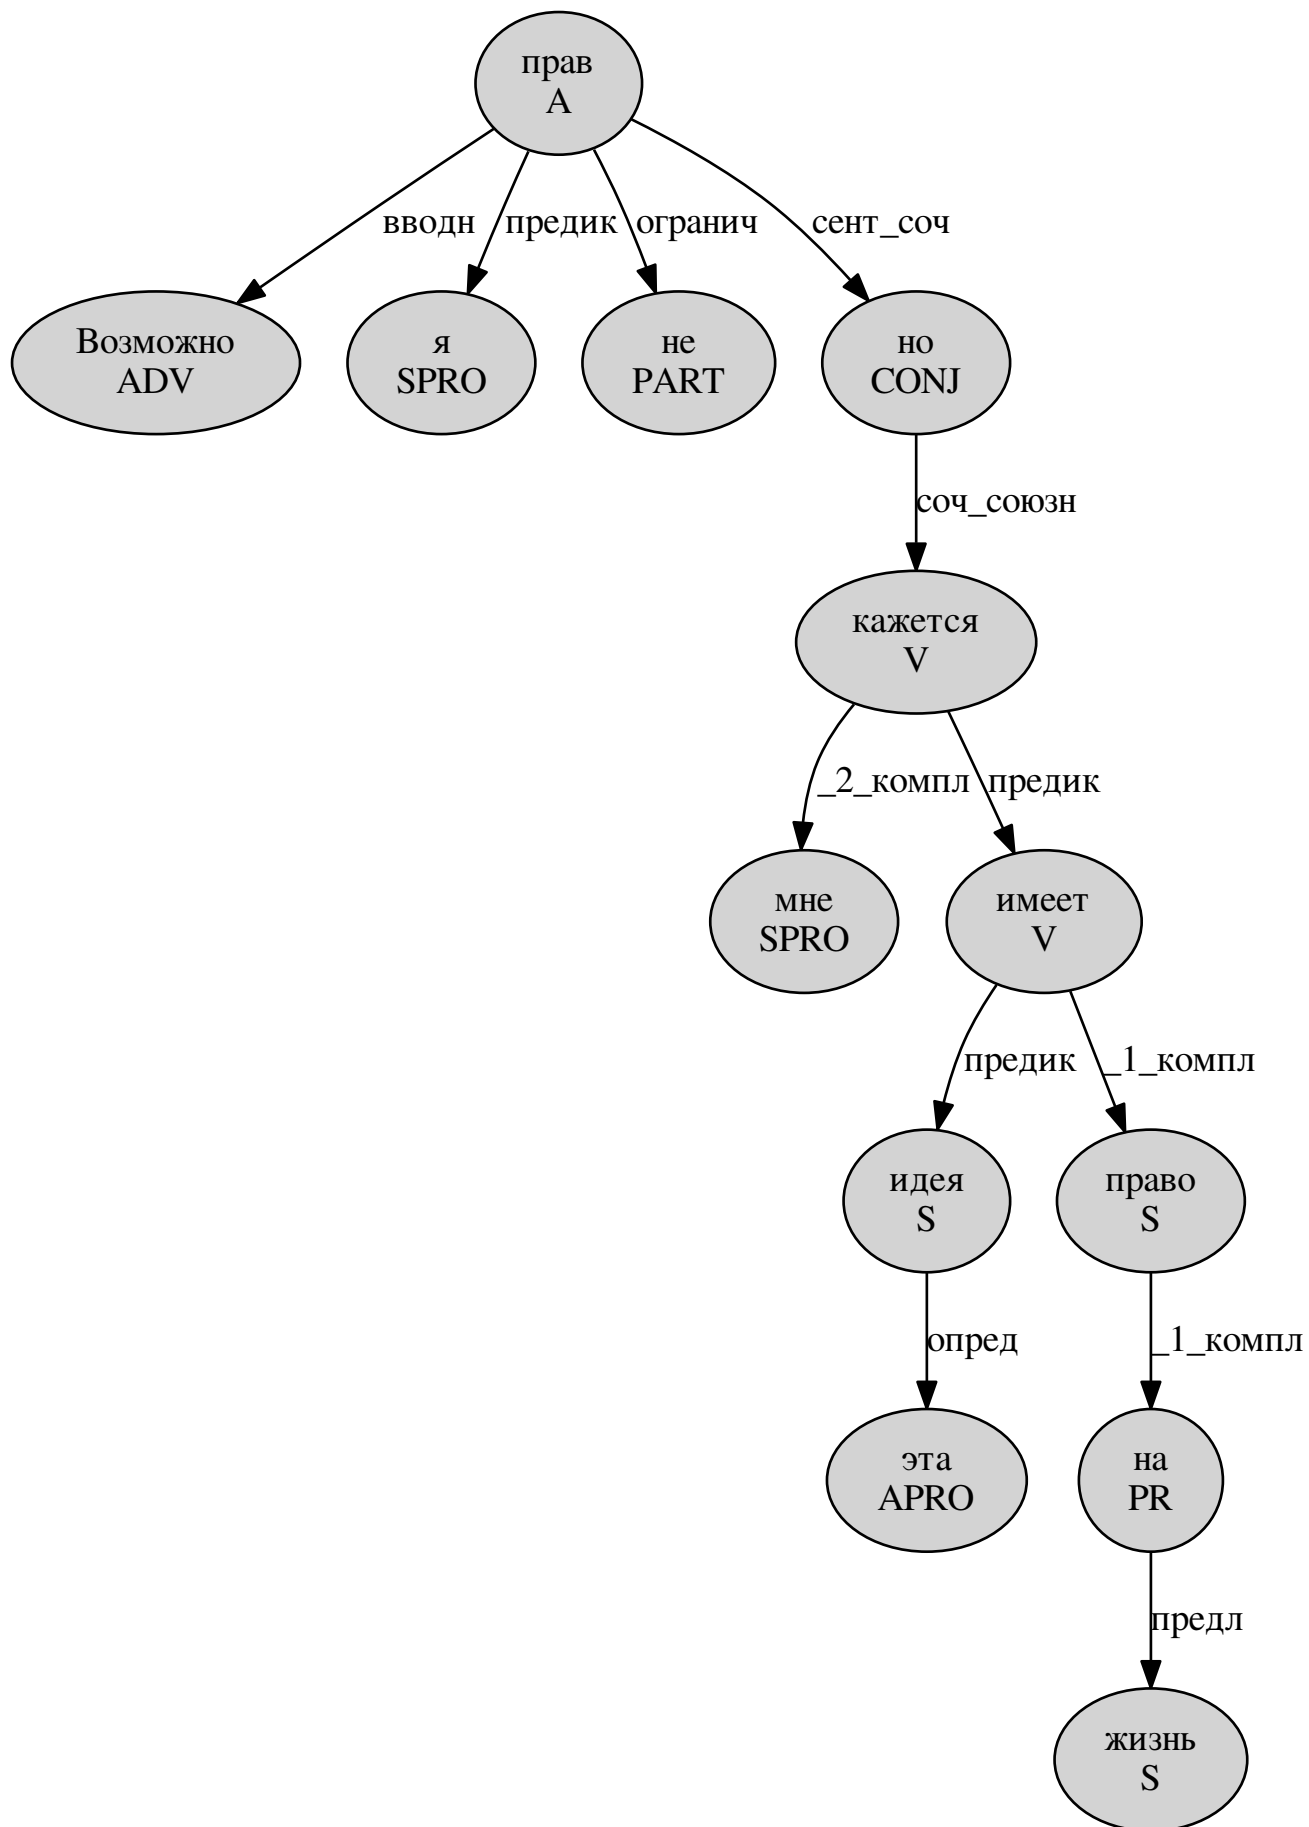 прав
A
вводн предик огранич сент_соч
Возможно я не но
ADV SPRO PART CONJ
соч_союзн
кажется
V
_2_компл предик
мне имеет
SPRO V
предик _1_компл
идея право
S S
опред _1_компл
эта на
APRO PR
предл
жизнь
S